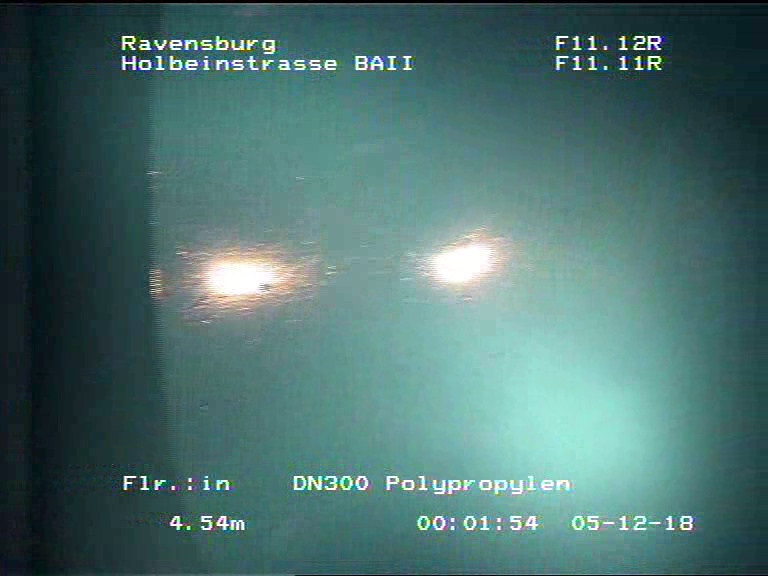 Ravensburg F11.12R
Holbeinstrasse BAII F11.11R
Flr.:in DN300 Polypropylen
4.54m 00:01:54 05-12-18